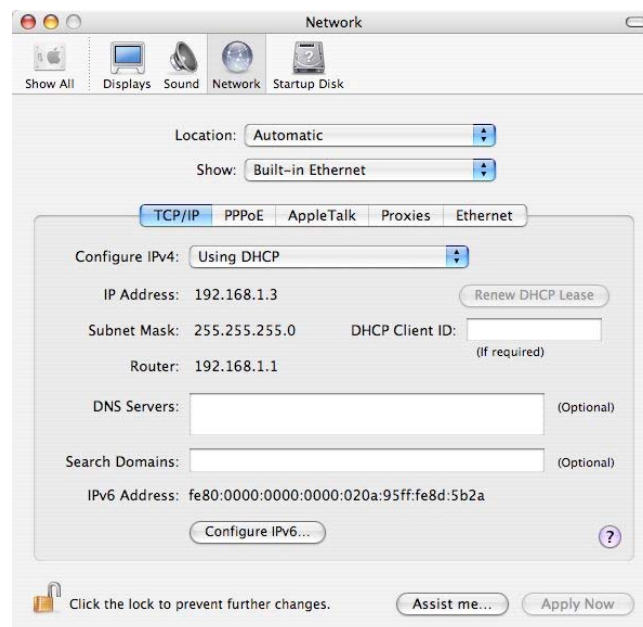 Network
Show All Displays Sound Network Startup Disk
Location: Automatic
Show: Built-in Ethernet
TCP/IP PPPoE AppleTalk Proxies Ethernet
Configure IPv4: Using DHCP
IP Address: 192.168.1.3 Renew DHCP Lease
Subnet Mask: 255.255.255.0 DHCP Client ID:
(If required)
Router: 192.168.1.1
DNS Servers: (Optional)
Search Domains: (Optional)
IPv6 Address: fe80:0000:0000:0000:020a:95ff:fe8d:5b2a
Configure IPv6...
?
Click the lock to prevent further changes. Assist me... Apply Now